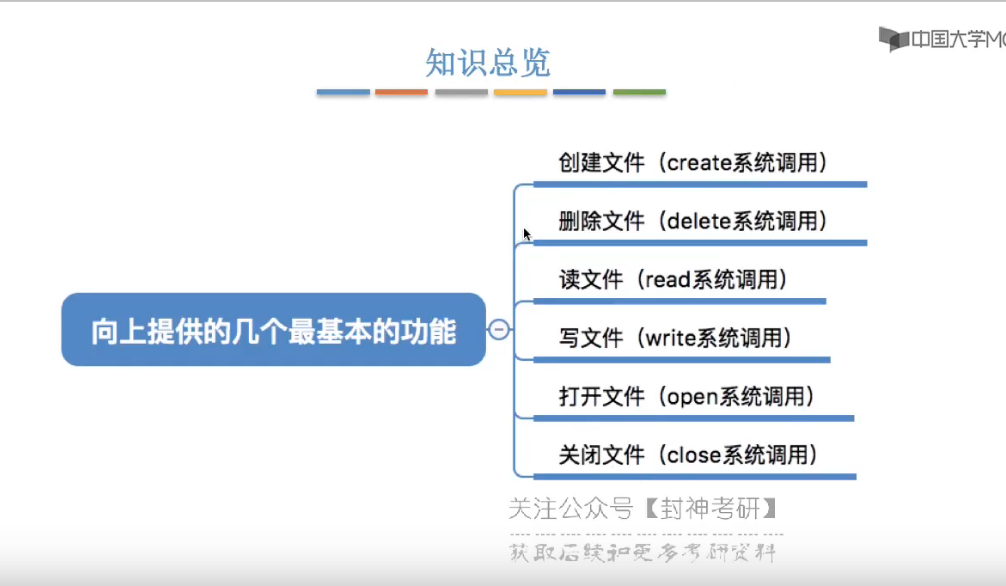 中国大学MO
知识总览
创建文件（create系统调用）
删除文件（delete系统调用）
读文件（read系统调用）
向上提供的几个最基本的功能
写文件（write系统调用）
打开文件（open系统调用）
关闭文件（close系统调用）
关注公众号【封神考研】
获取后续和更多考研资料